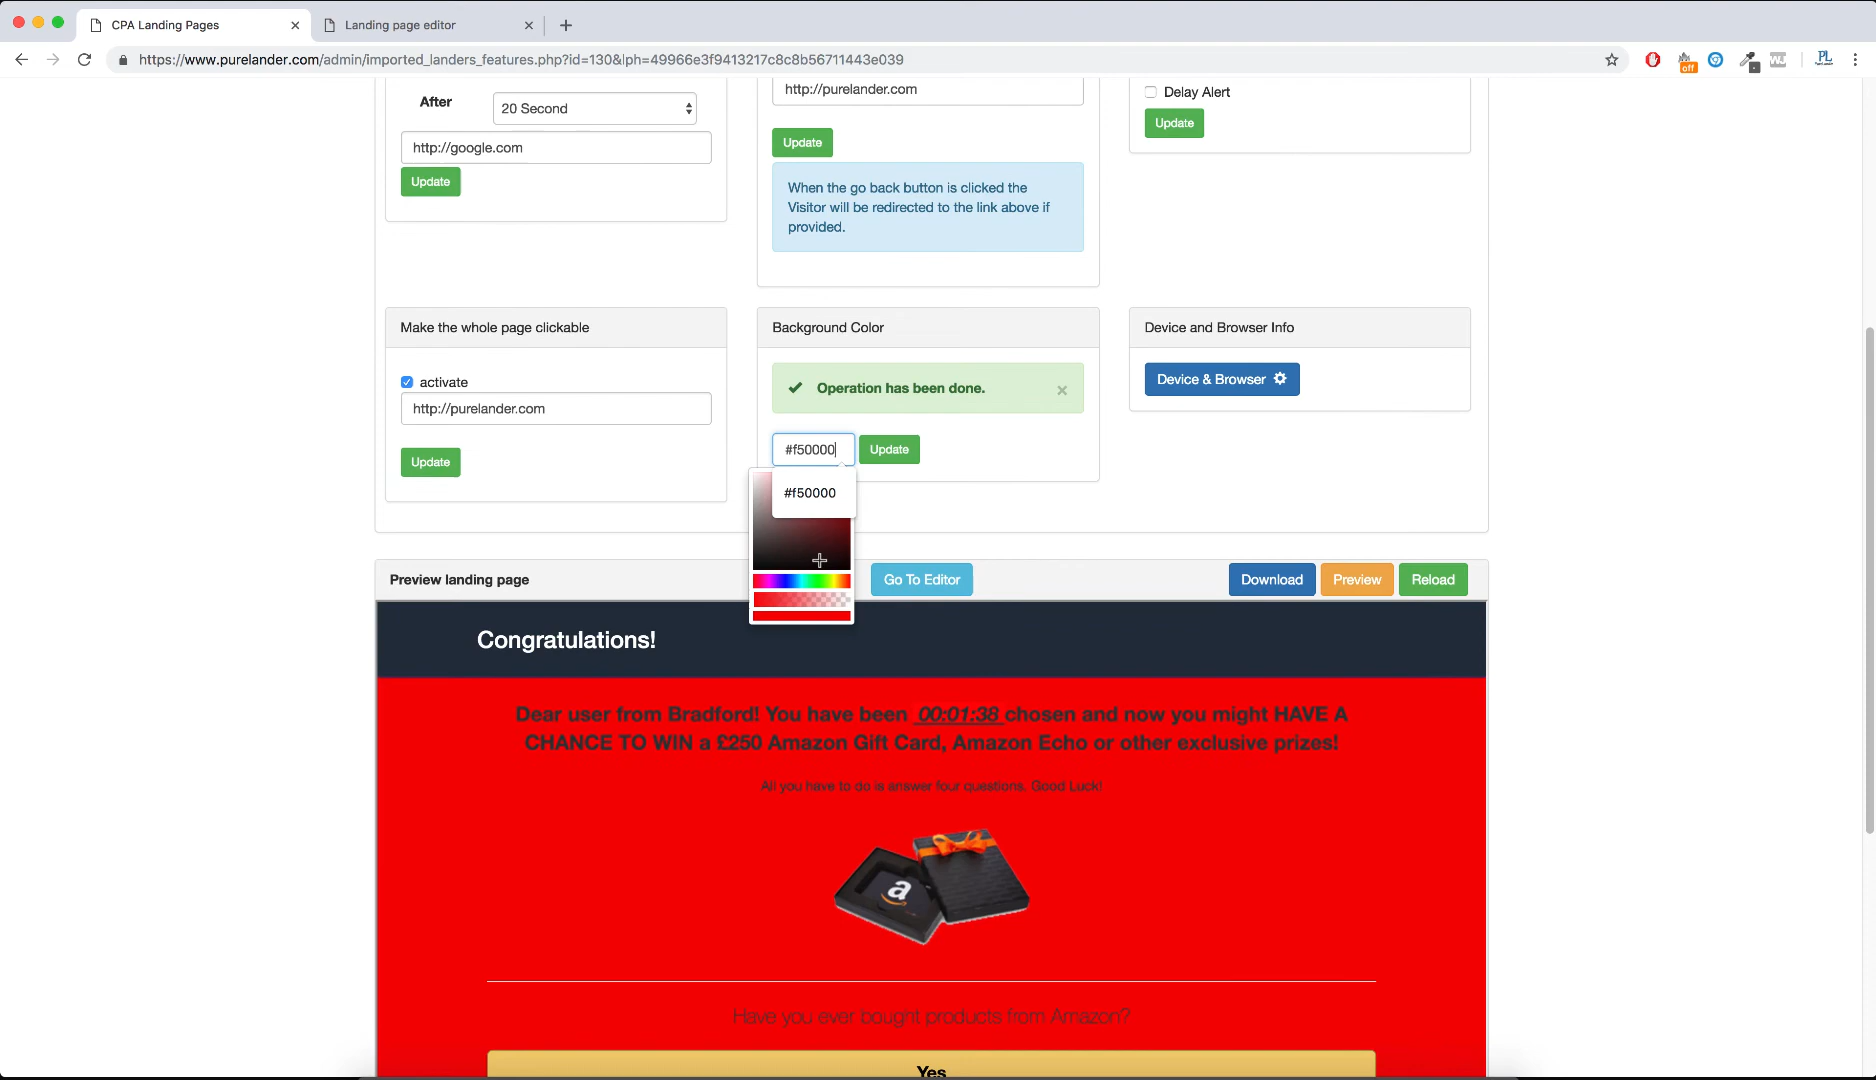 CPA Landing Pages
Landing page editor
https://www.purelander.com/admin/imported_landers_features.php?id=130&lph=49966e3f9413217c8c8b56711443e039
off
PL
After
20 Second
http://google.com
Update
http://purelander.com
Update
When the go back button is clicked the
Visitor will be redirected to the link above if
provided.
Delay Alert
Update
Make the whole page clickable
activate
http://purelander.com
Update
Background Color
Operation has been done.
#f50000
Update
#f50000
Device and Browser Info
Device & Browser
Preview landing page
Go To Editor
Download
Preview
Reload
Congratulations!
Dear user from Bradford! You have been 00:01:38 chosen and now you might HAVE A
CHANCE TO WIN a £250 Amazon Gift Card, Amazon Echo or other exclusive prizes!
All you have to do is answer four questions. Good Luck!
a
Have you ever bought products from Amazon?
Yes